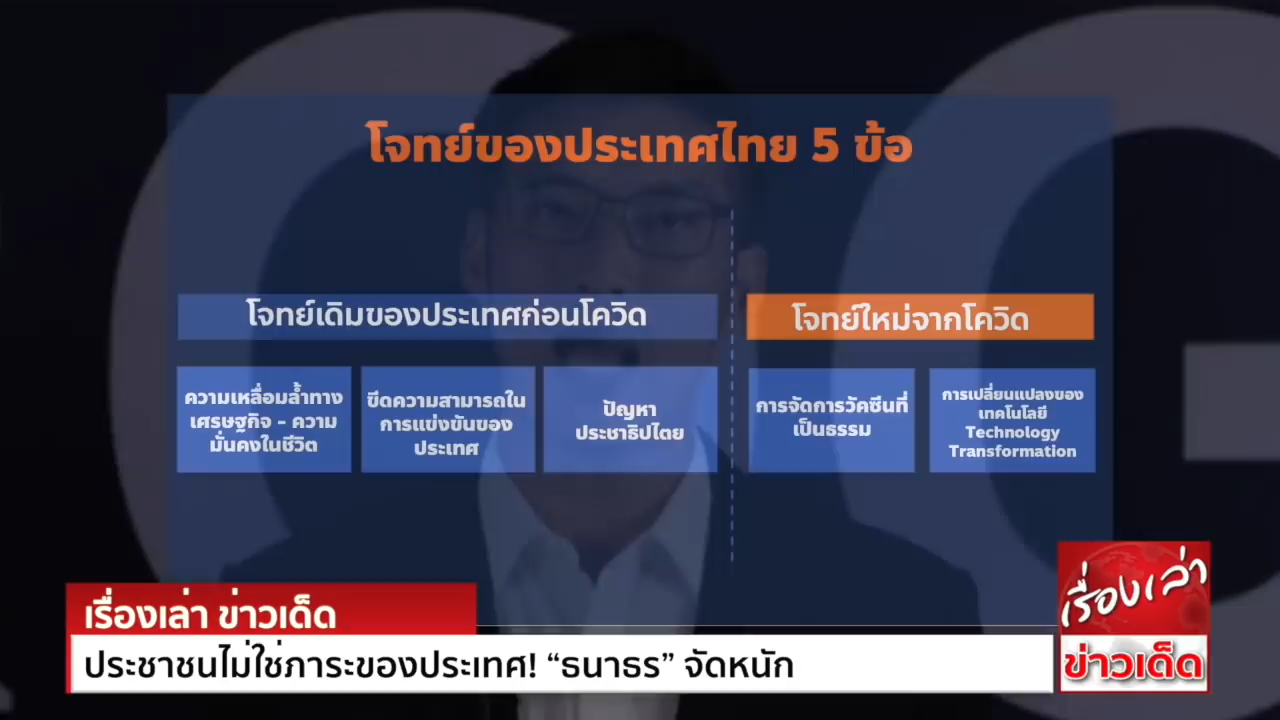 โจทย์ของประเทศไทย 5 ข้อ
โจทย์เดิมของประเทศก่อนโควิด
โจทย์ใหม่จากโควิด
ความเหลื่อมล้ำทาง
เศรษฐกิจ - ความ
มั่นคงในชีวิต
ขีดความสามารถใน
การแข่งขันของ
ประเทศ
ปัญหา
ประชาธิปไตย
การจัดการวัคซีนที่
เป็นธรรม
การเปลี่ยนแปลงของ
เทคโนโลยี
Technology
Transformation
เรื่องเล่า ข่าวเด็ด
ประชาชนไม่ใช่ภาระของประเทศ! “ธนาธร” จัดหนัก
เรื่องเล่า
ข่าวเด็ด